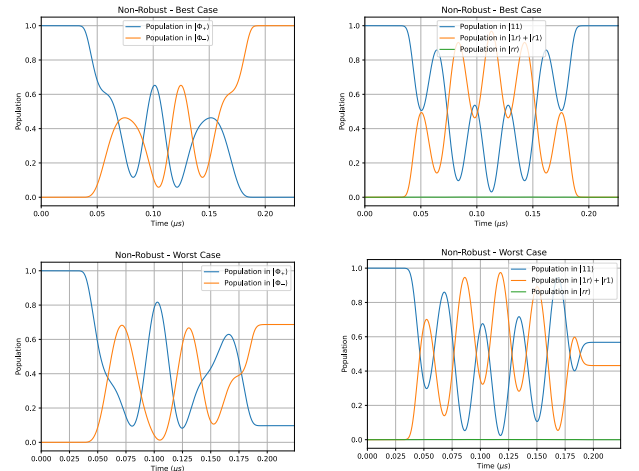 Non-Robust - Best Case
Population in |Φ+⟩
Population in |Φ−⟩
Population
1.0
0.8
0.6
0.4
0.2
0.0
0.00 0.05 0.10 0.15 0.20
Time (μs)
Non-Robust - Best Case
Population in |11⟩
Population in |1r⟩ + |r1⟩
Population in |rr⟩
Population
1.0
0.8
0.6
0.4
0.2
0.0
0.00 0.05 0.10 0.15 0.20
Time (μs)
Non-Robust - Worst Case
Population in |Φ+⟩
Population in |Φ−⟩
Population
1.0
0.8
0.6
0.4
0.2
0.0
0.000 0.025 0.050 0.075 0.100 0.125 0.150 0.175 0.200
Time (μs)
Non-Robust - Worst Case
Population in |11⟩
Population in |1r⟩ + |r1⟩
Population in |rr⟩
Population
1.0
0.8
0.6
0.4
0.2
0.0
0.000 0.025 0.050 0.075 0.100 0.125 0.150 0.175 0.200
Time (μs)